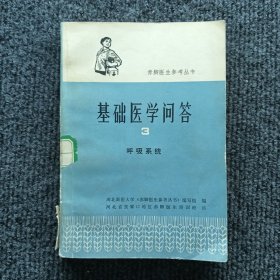 赤脚医生参考丛书
基础医学问答
3
呼吸系统
河北新医大学《赤脚医生参考丛书》编写组 编